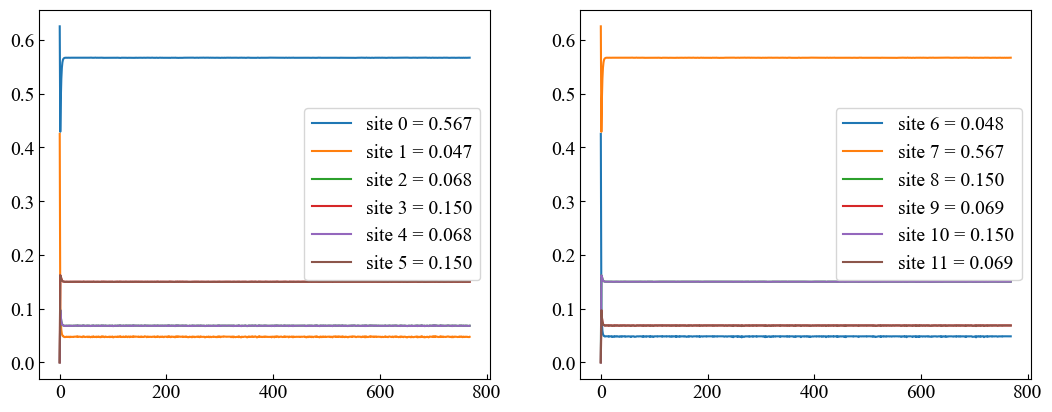 0.6
0.5
0.4
0.3
0.2
0.1
0.0
0 200 400 600 800
site 0 = 0.567
site 1 = 0.047
site 2 = 0.068
site 3 = 0.150
site 4 = 0.068
site 5 = 0.150
0.6
0.5
0.4
0.3
0.2
0.1
0.0
0 200 400 600 800
site 6 = 0.048
site 7 = 0.567
site 8 = 0.150
site 9 = 0.069
site 10 = 0.150
site 11 = 0.069